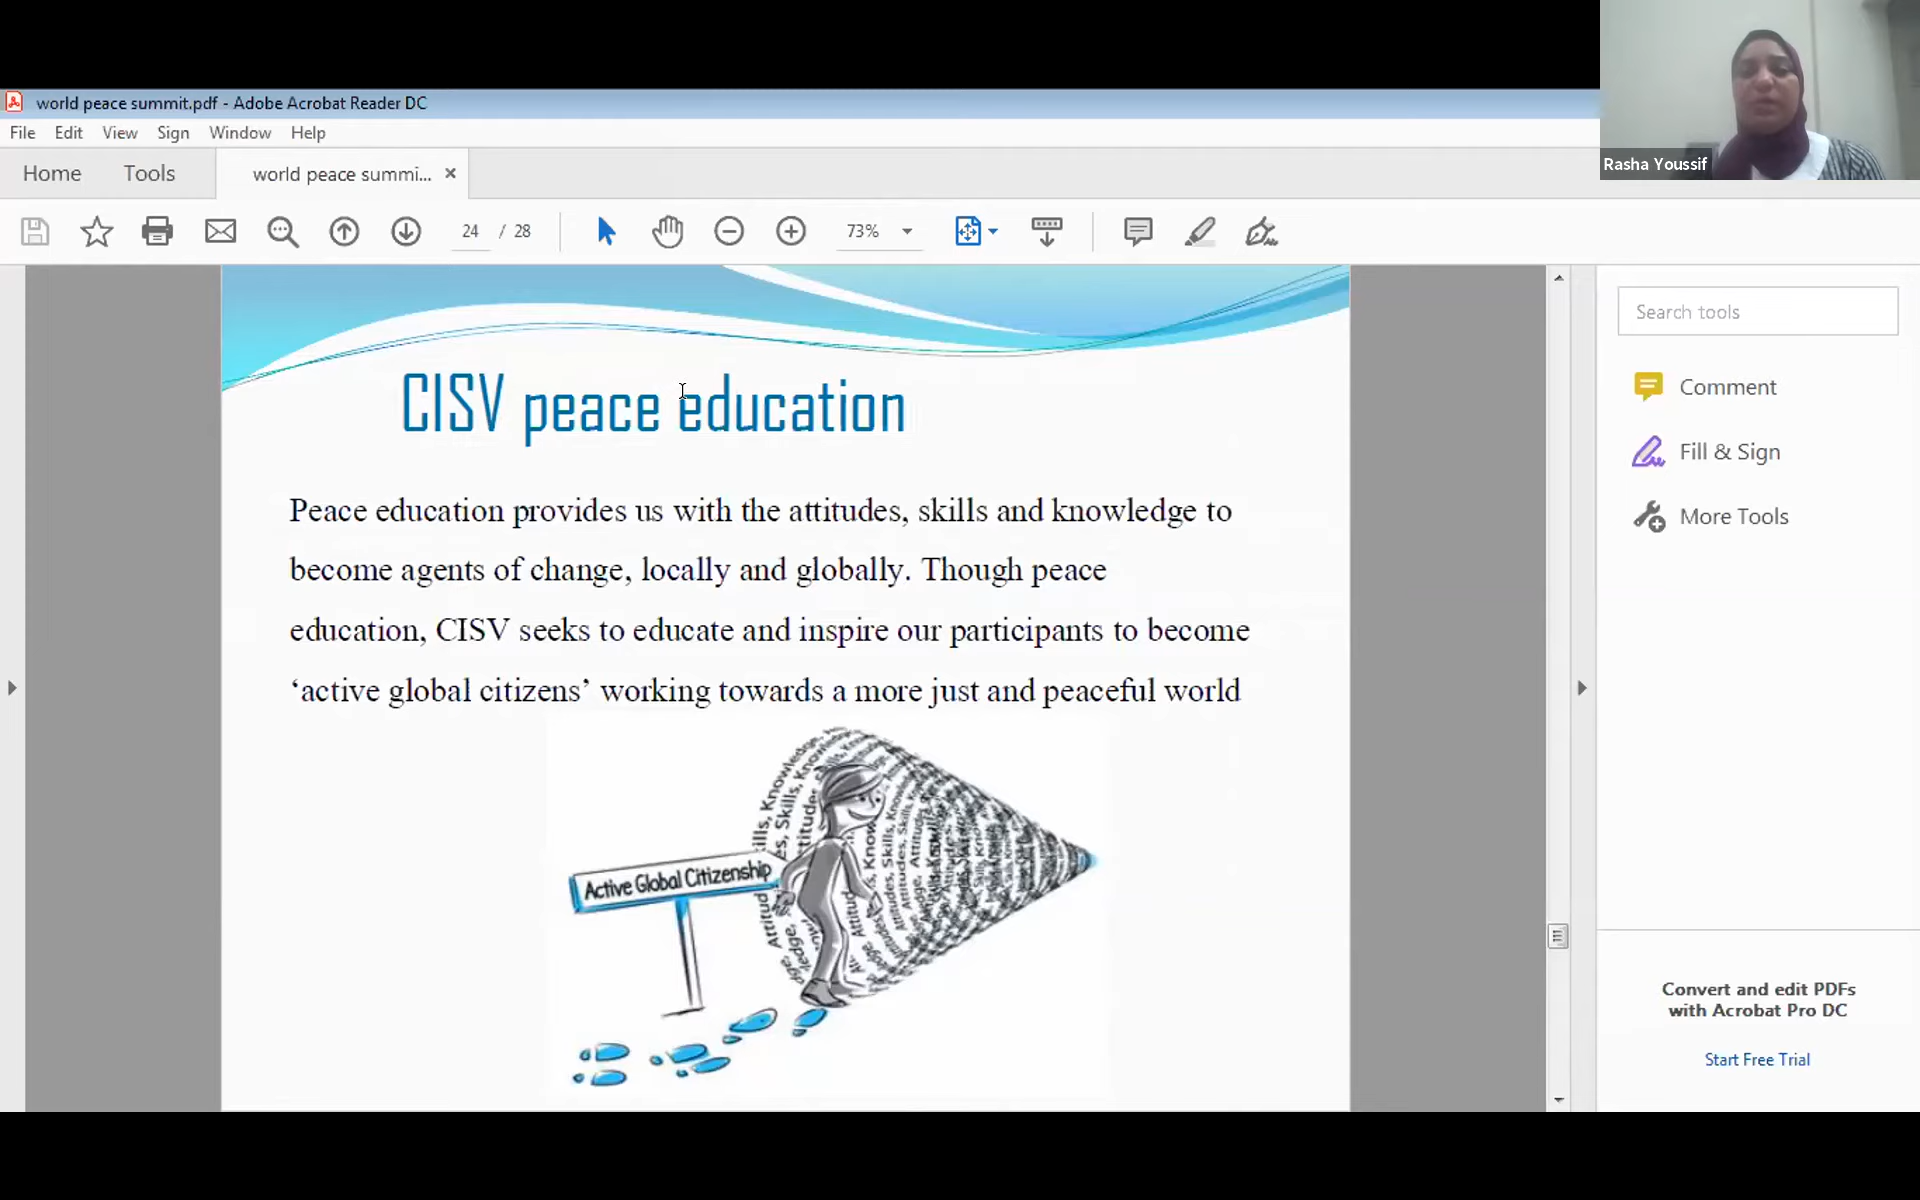 world peace summit.pdf - Adobe Acrobat Reader DC
File Edit View Sign Window Help
Home Tools world peace summi... ×
24 / 28 73%
Rasha Youssif
CISV peace education
Peace education provides us with the attitudes, skills and knowledge to
become agents of change, locally and globally. Though peace
education, CISV seeks to educate and inspire our participants to become
‘active global citizens’ working towards a more just and peaceful world
Active Global Citizenship
Search tools
Comment
Fill & Sign
More Tools
Convert and edit PDFs
with Acrobat Pro DC
Start Free Trial